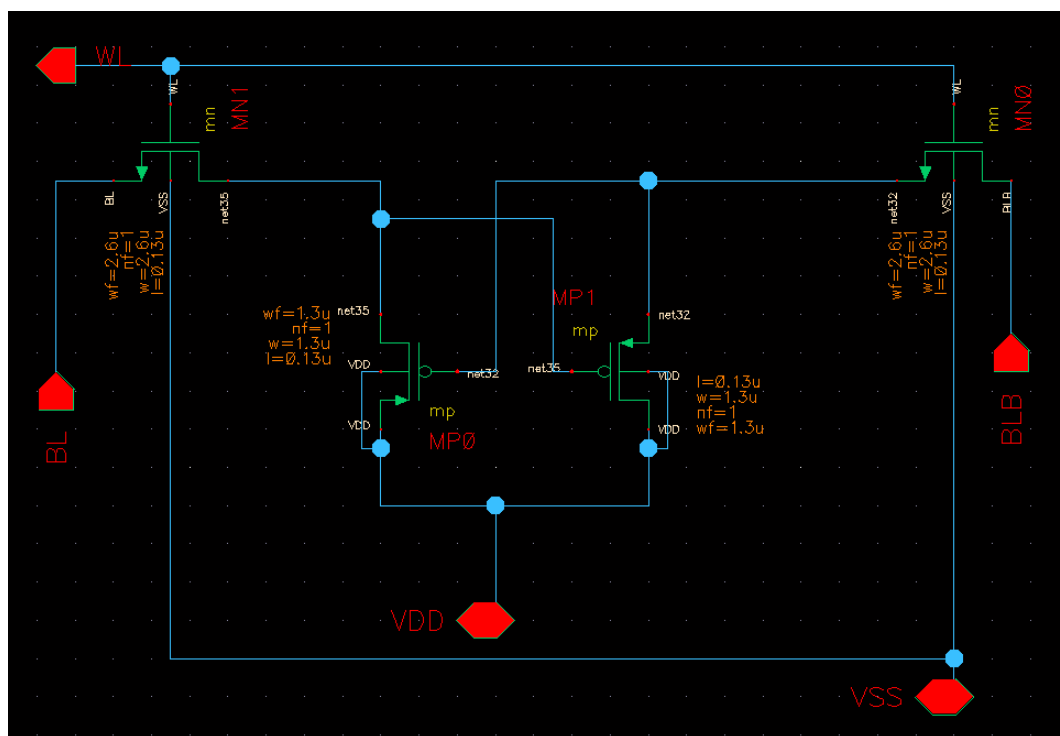 WL
WL
mn
MN1
BL
VSS
net35
wf=2.6u
nf=1
w=2.6u
l=0.13u
WL
mn
MN0
net32
VSS
BLB
wf=2.6u
nf=1
w=2.6u
l=0.13u
wf=1.3u
nf=1
w=1.3u
l=0.13u
net35
VDD
net32
VDD
mp
MP0
MP1
mp
net32
net35
VDD
VDD
l=0.13u
w=1.3u
nf=1
wf=1.3u
BL
BLB
VDD
VSS